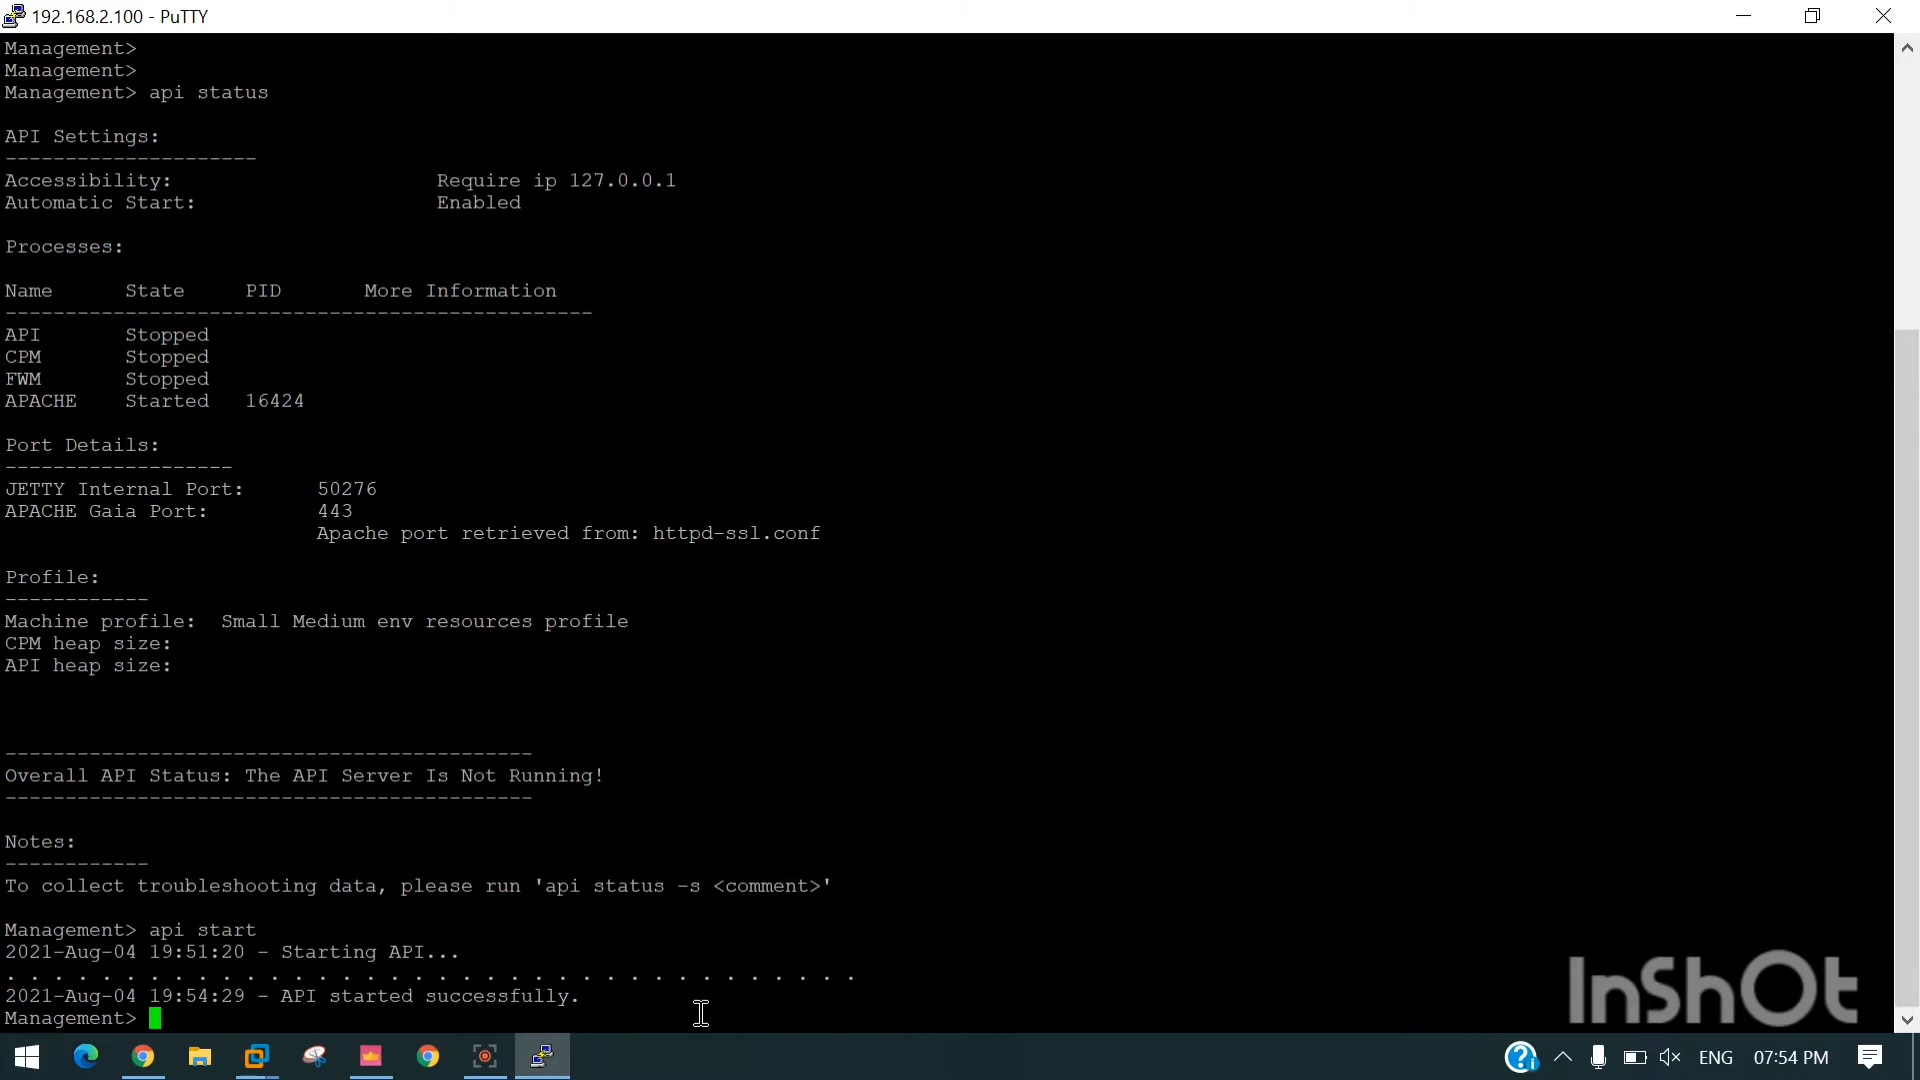 192.168.2.100 - PuTTY
Management>
Management>
Management> api status
API Settings:
---------------------
Accessibility: Require ip 127.0.0.1
Automatic Start: Enabled
Processes:
Name State PID More Information
-------------------------------------------------
API Stopped
CPM Stopped
FWM Stopped
APACHE Started 16424
Port Details:
-------------------
JETTY Internal Port: 50276
APACHE Gaia Port: 443
Apache port retrieved from: httpd-ssl.conf
Profile:
------------
Machine profile: Small Medium env resources profile
CPM heap size:
API heap size:
--------------------------------------------
Overall API Status: The API Server Is Not Running!
--------------------------------------------
Notes:
------------
To collect troubleshooting data, please run 'api status -s <comment>'
Management> api start
2021-Aug-04 19:51:20 - Starting API...
. . . . . . . . . . . . . . . . . . . . . . . . . . . . . . . . . . . .
2021-Aug-04 19:54:29 - API started successfully.
Management>
InShOt
ENG 07:54 PM